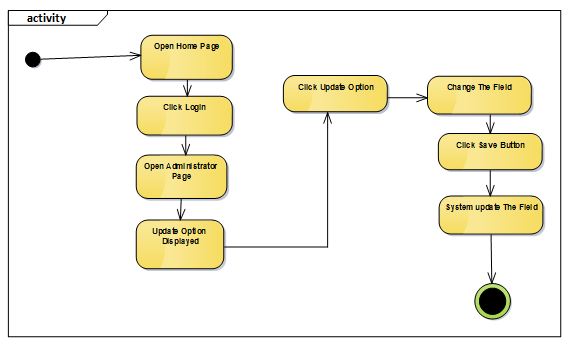 activity
Open Home Page
Click Login
Open Administrator
Page
Update Option
Displayed
Click Update Option
Change The Field
Click Save Button
System update The Field